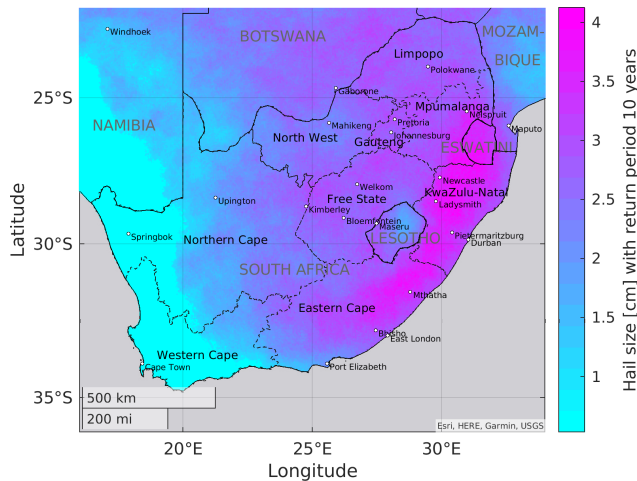 Windhoek
BOTSWANA
MOZAM-
BIQUE
Limpopo
Polokwane
Gaborone
25°S
NAMIBIA
Mpumalanga
Nelspruit
Mahikeng
Pretoria
Maputo
North West
Johannesburg
Gauteng
ESWATINI
Newcastle
Welkom
KwaZulu-Natal
Upington
Free State
Ladysmith
Kimberley
Bloemfontein
Maseru
Springbok
Northern Cape
LESOTHO
Pietermaritzburg
Durban
30°S
SOUTH AFRICA
Mthatha
Eastern Cape
Bhisho
East London
Western Cape
Cape Town
Port Elizabeth
35°S
500 km
200 mi
Esri, HERE, Garmin, USGS
20°E
25°E
30°E
Longitude
Latitude
4
3.5
3
2.5
2
1.5
1
Hail size [cm] with return period 10 years